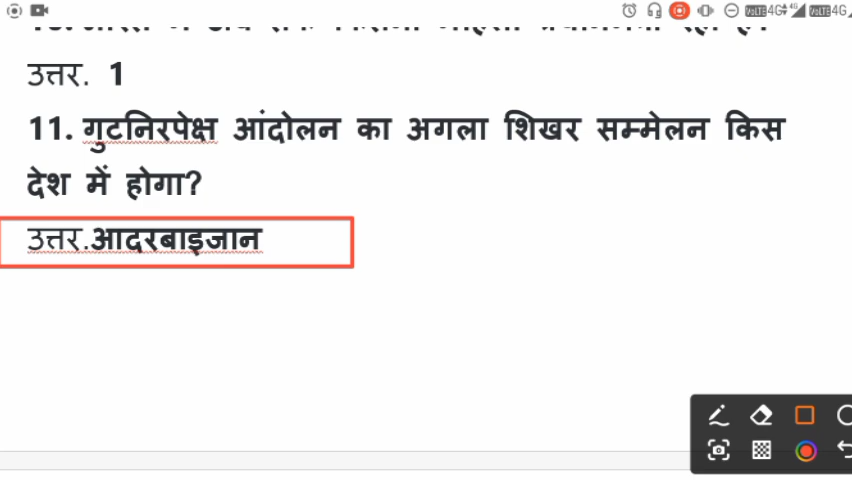 उत्तर. 1
11. गुटनिरपेक्ष आंदोलन का अगला शिखर सम्मेलन किस
देश में होगा?
उत्तर.आदरबाइजान